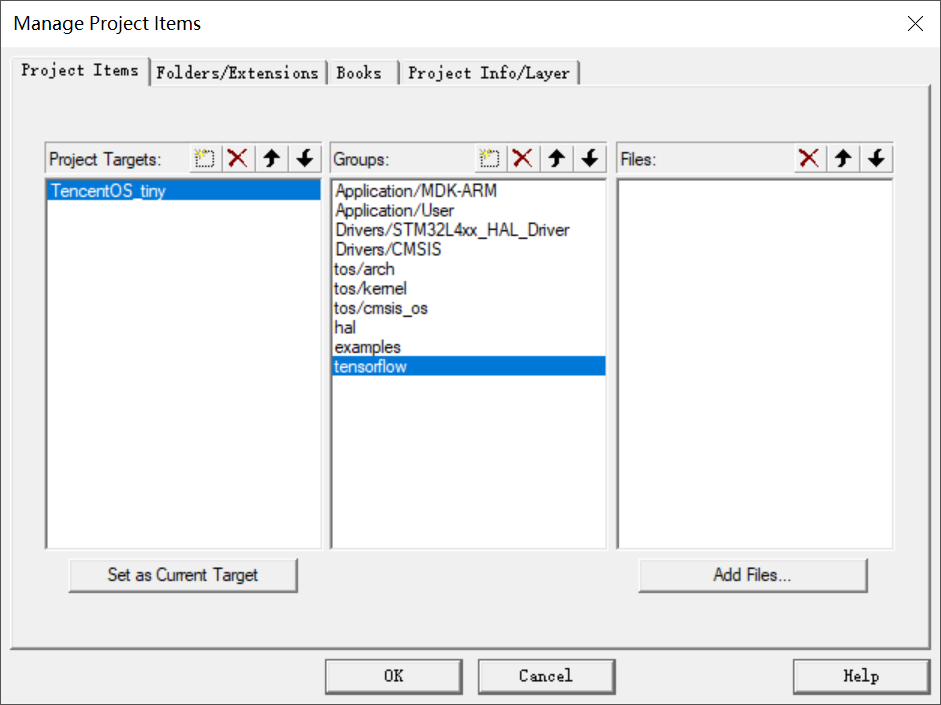 Manage Project Items
Project Items Folders/Extensions Books Project Info/Layer
Project Targets: Groups: Files:
TencentOS_tiny
Application/MDK-ARM
Application/User
Drivers/STM32L4xx_HAL_Driver
Drivers/CMSIS
tos/arch
tos/kernel
tos/cmsis_os
hal
examples
tensorflow
Set as Current Target Add Files...
OK Cancel Help